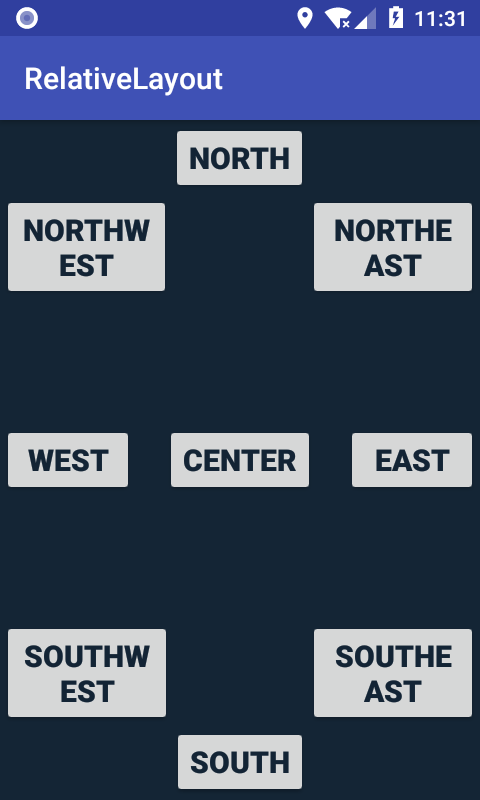 11:31
RelativeLayout
NORTH
NORTHW
EST
NORTHE
AST
WEST
CENTER
EAST
SOUTHW
EST
SOUTHE
AST
SOUTH